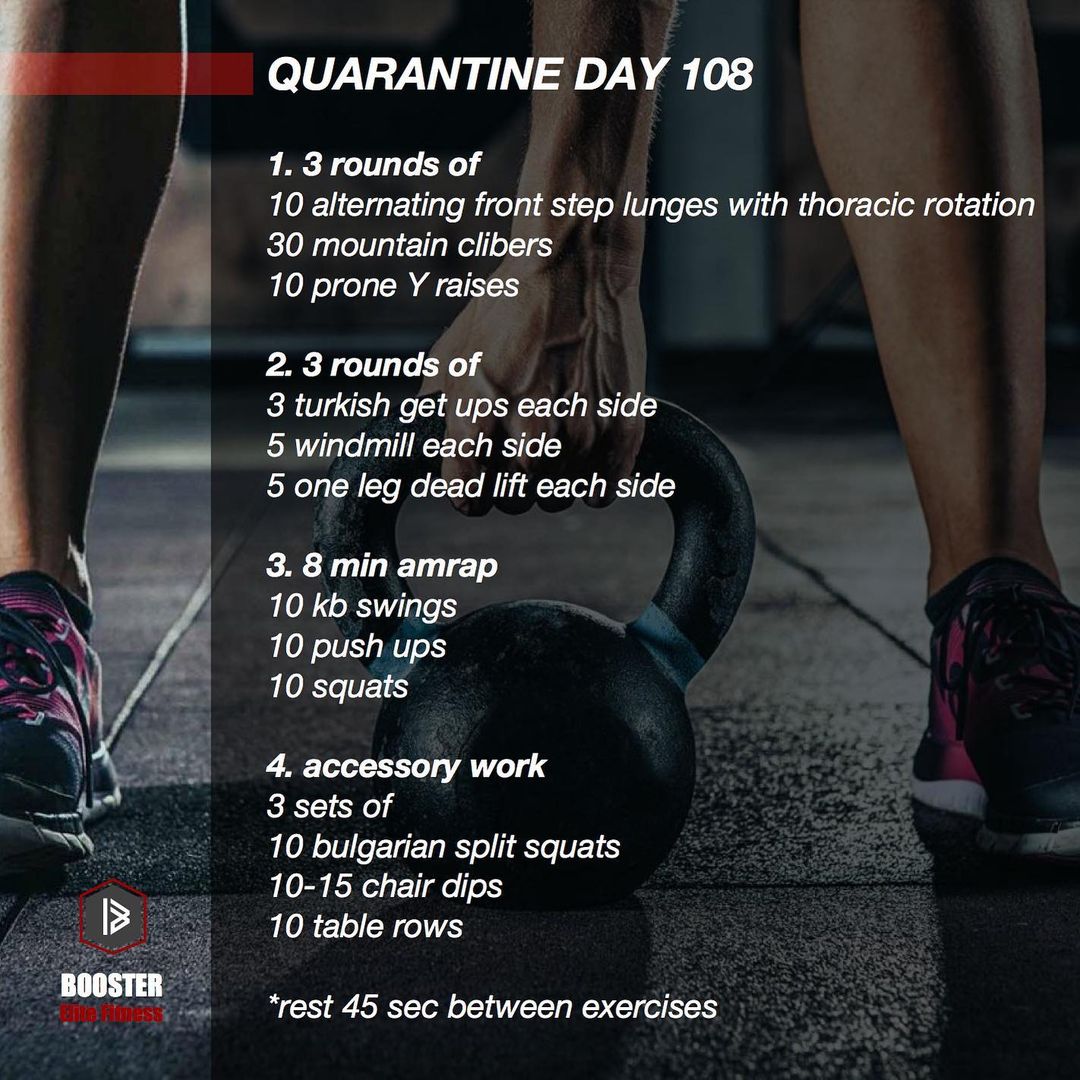 QUARANTINE DAY 108
1. 3 rounds of
10 alternating front step lunges with thoracic rotation
30 mountain clibers
10 prone Y raises
2. 3 rounds of
3 turkish get ups each side
5 windmill each side
5 one leg dead lift each side
3. 8 min amrap
10 kb swings
10 push ups
10 squats
4. accessory work
3 sets of
10 bulgarian split squats
10-15 chair dips
10 table rows
BOOSTER
Elite Fitness
*rest 45 sec between exercises